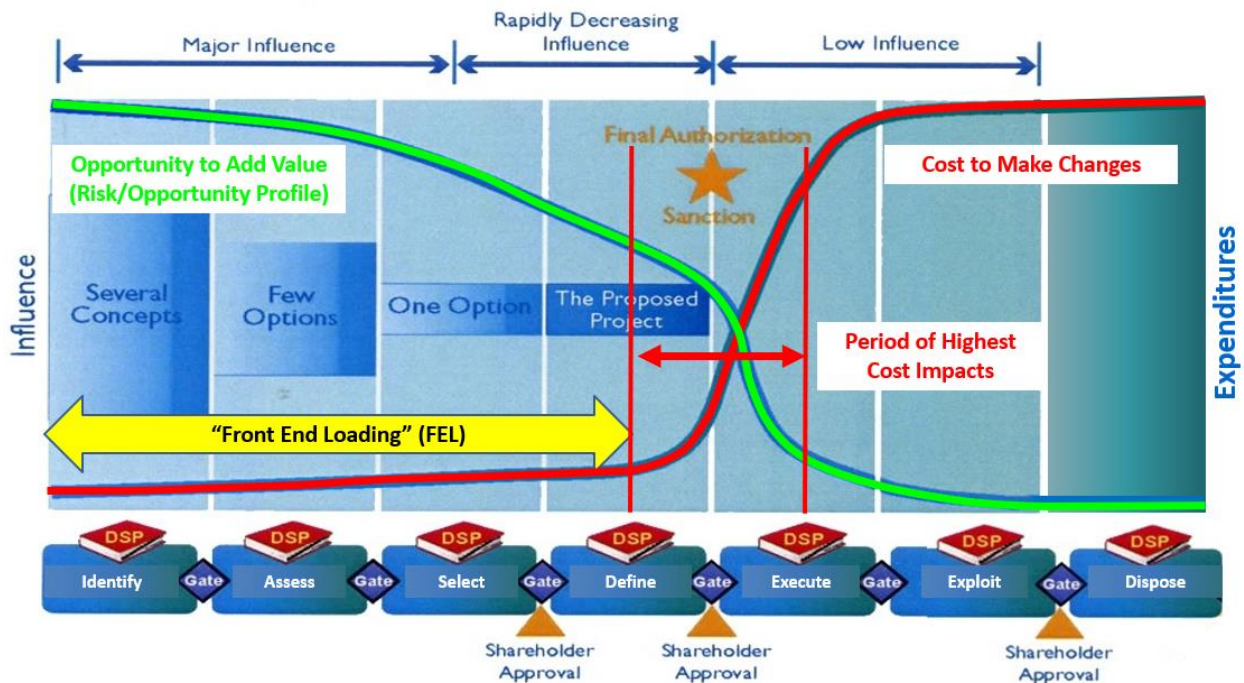 Major Influence
Rapidly Decreasing
Influence
Low Influence
Final Authorization
Sanction
Opportunity to Add Value
(Risk/Opportunity Profile)
Cost to Make Changes
Influence
Several
Concepts
Few
Options
One Option
The Proposed
Project
Period of Highest
Cost Impacts
Expenditures
“Front End Loading” (FEL)
DSP
DSP
DSP
DSP
DSP
DSP
DSP
Identify
Gate
Assess
Gate
Select
Gate
Define
Gate
Execute
Gate
Exploit
Gate
Dispose
Shareholder
Approval
Shareholder
Approval
Shareholder
Approval